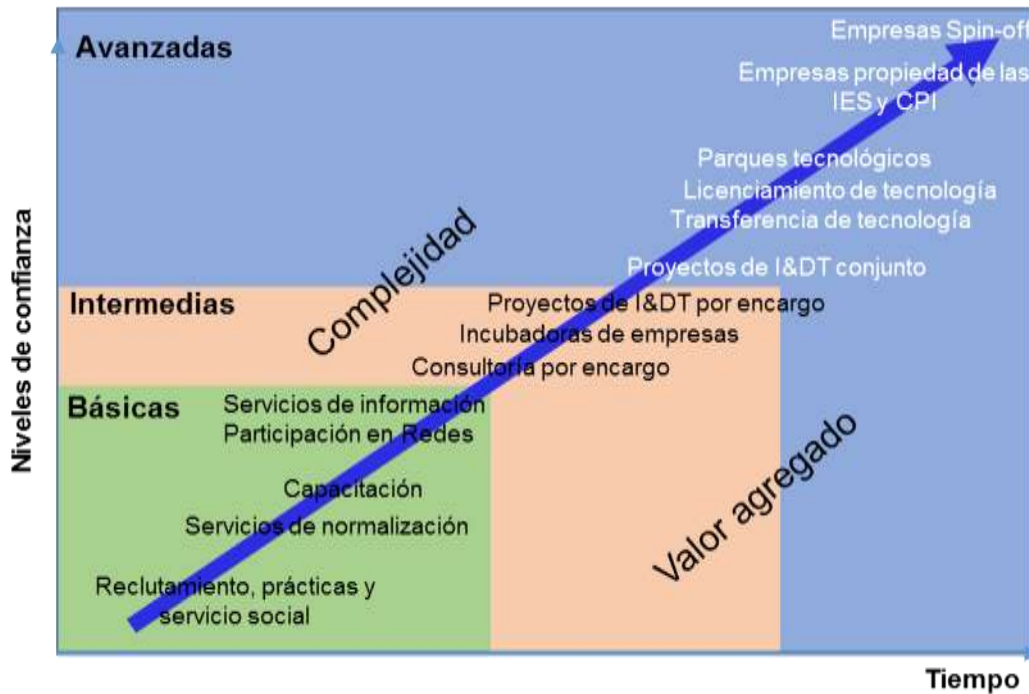 Avanzadas
Empresas Spin-off
Empresas propiedad de las
IES y CPI
Parques tecnológicos
Licenciamiento de tecnología
Transferencia de tecnología
Proyectos de I&DT conjunto
Intermedias
Complejidad
Proyectos de I&DT por encargo
Incubadoras de empresas
Consultoría por encargo
Básicas
Servicios de información
Participación en Redes
Capacitación
Servicios de normalización
Reclutamiento, prácticas y
servicio social
Valor agregado
Niveles de confianza
Tiempo